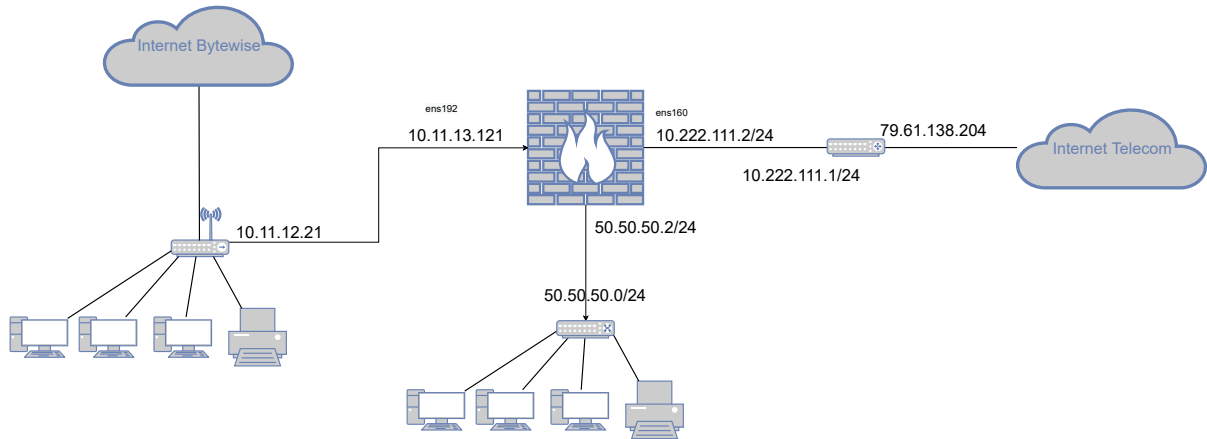 Internet Bytewise
ens192
10.11.13.121
ens160
10.222.111.2/24
79.61.138.204
Internet Telecom
10.222.111.1/24
10.11.12.21
50.50.50.2/24
50.50.50.0/24